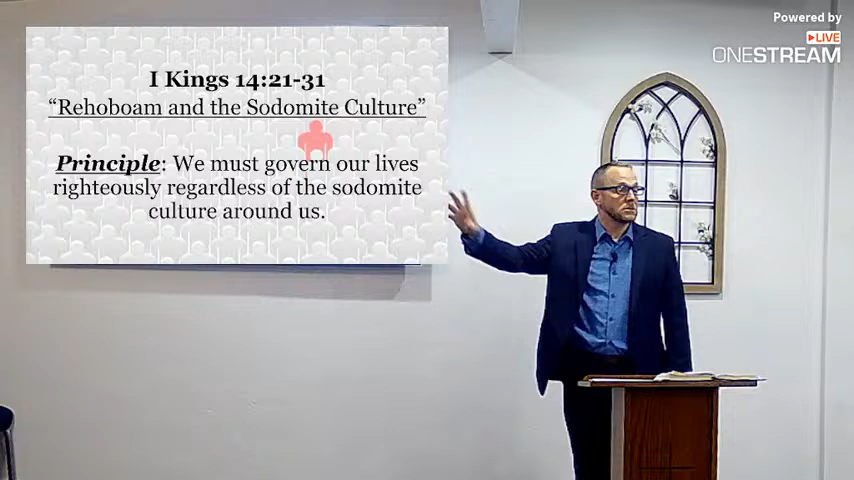 Powered by
LIVE
ONESTREAM
I Kings 14:21-31
“Rehoboam and the Sodomite Culture”
Principle: We must govern our lives
righteously regardless of the sodomite
culture around us.